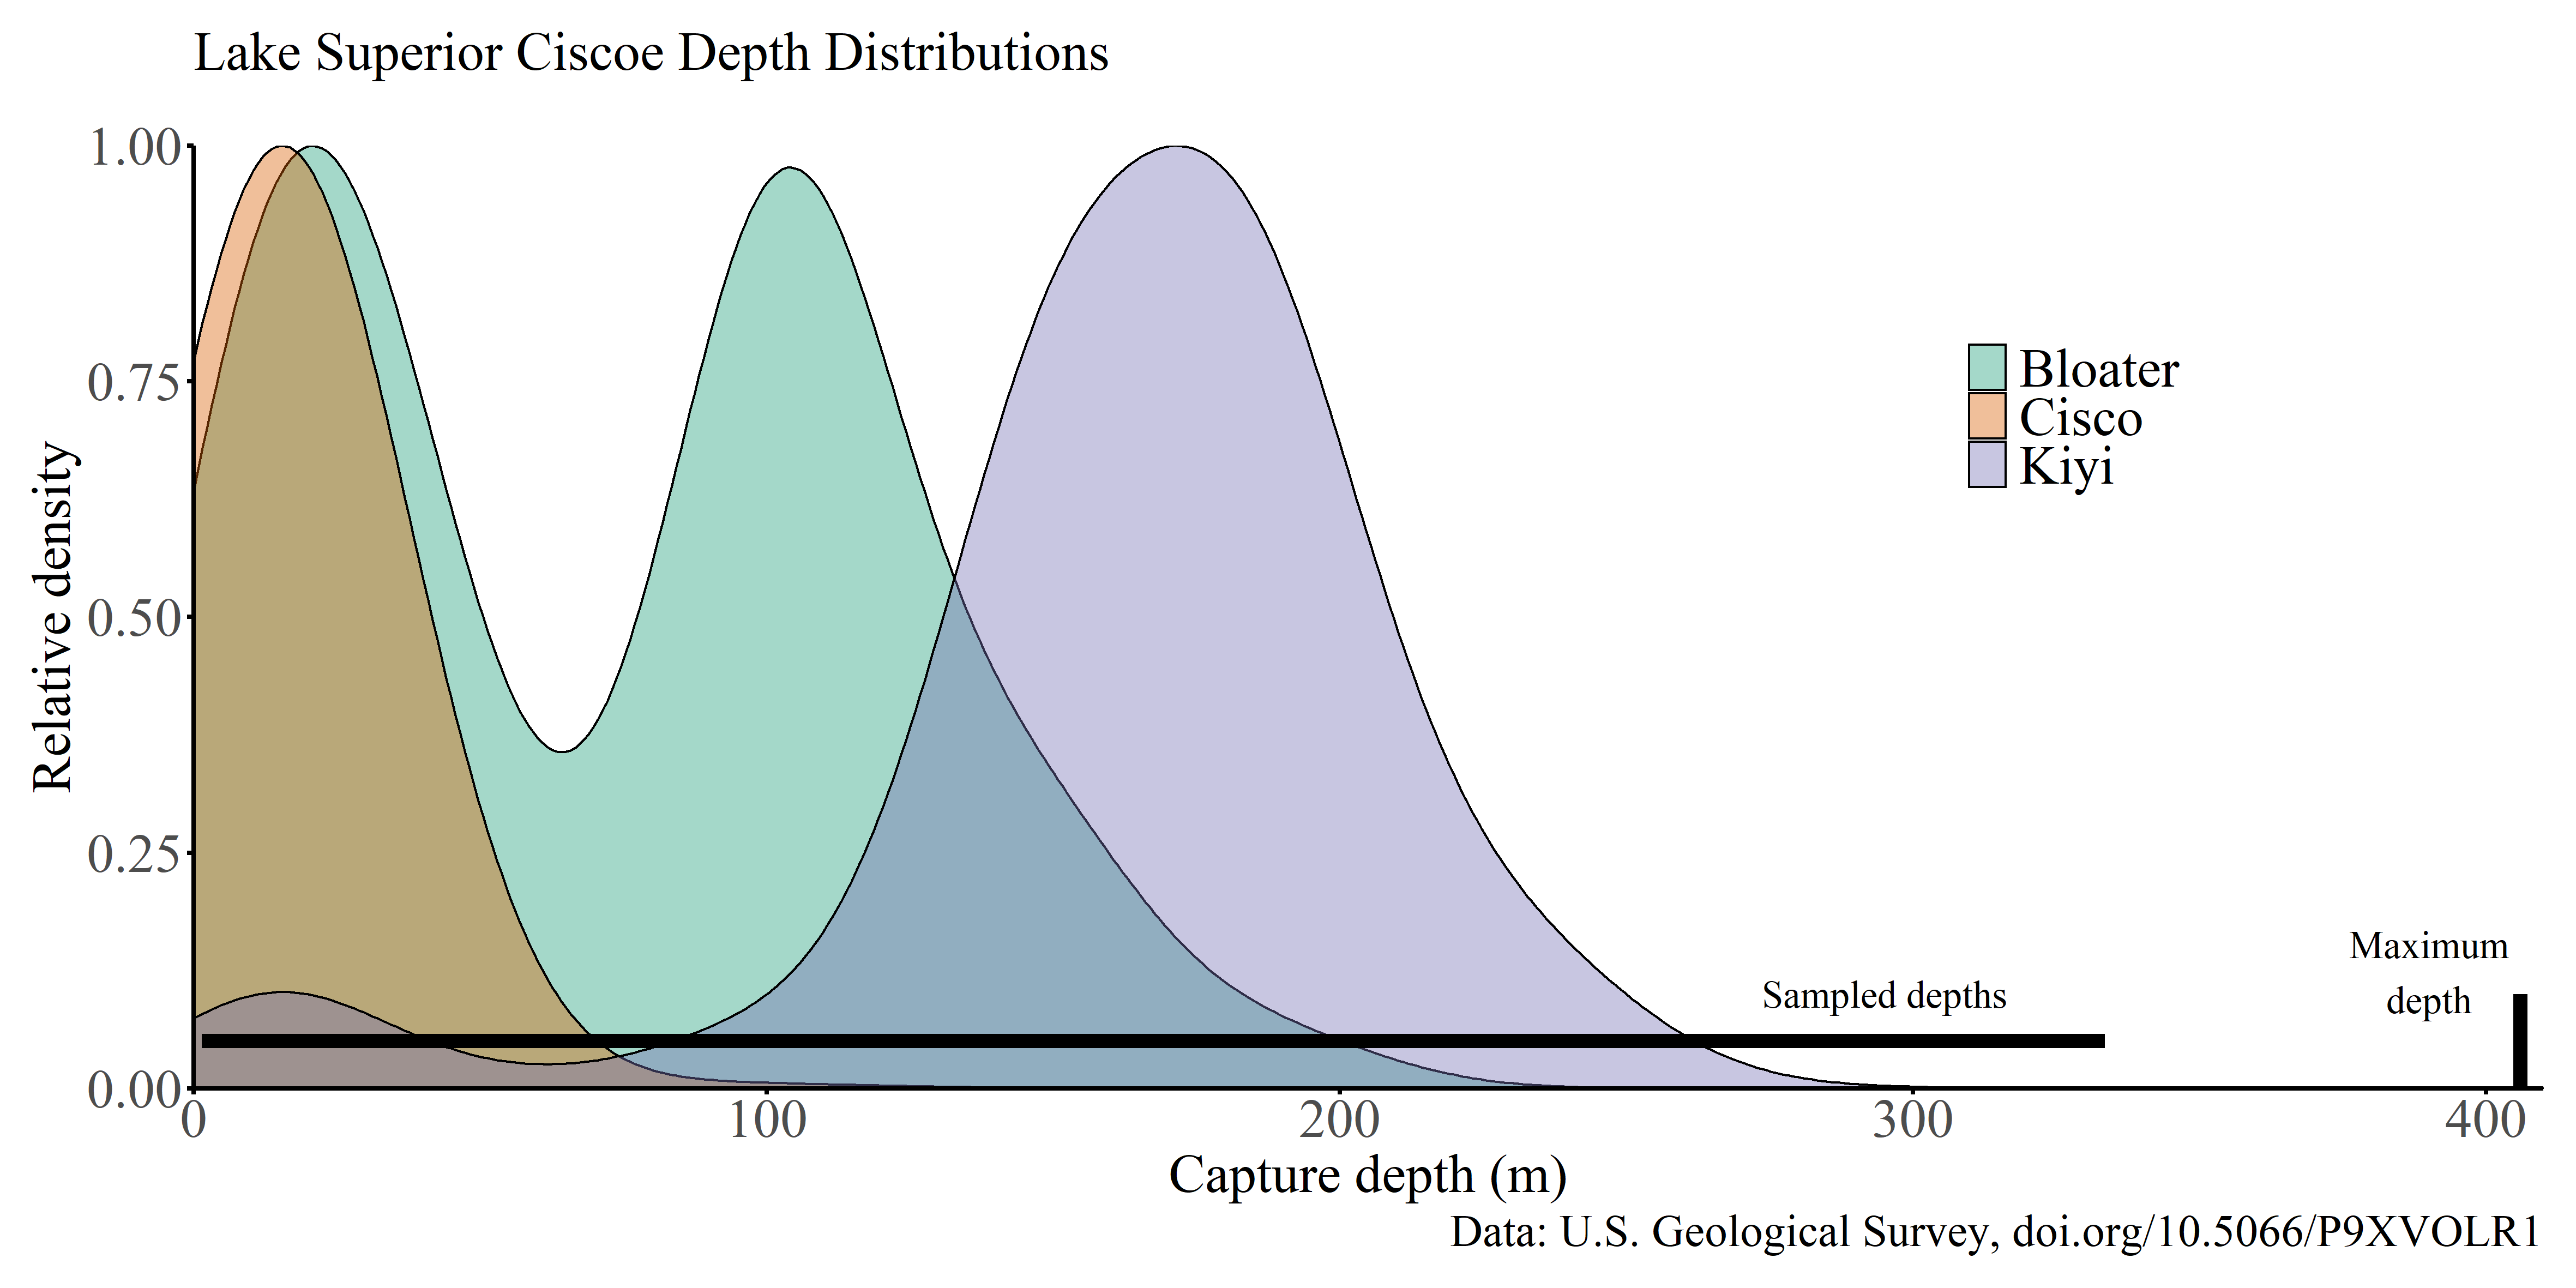 Lake Superior Ciscoe Depth Distributions
1.00
0.75
0.50
0.25
0.00
Relative density
Bloater
Cisco
Kiyi
Sampled depths
Maximum
depth
0
100
200
300
400
Capture depth (m)
Data: U.S. Geological Survey, doi.org/10.5066/P9XVOLR1